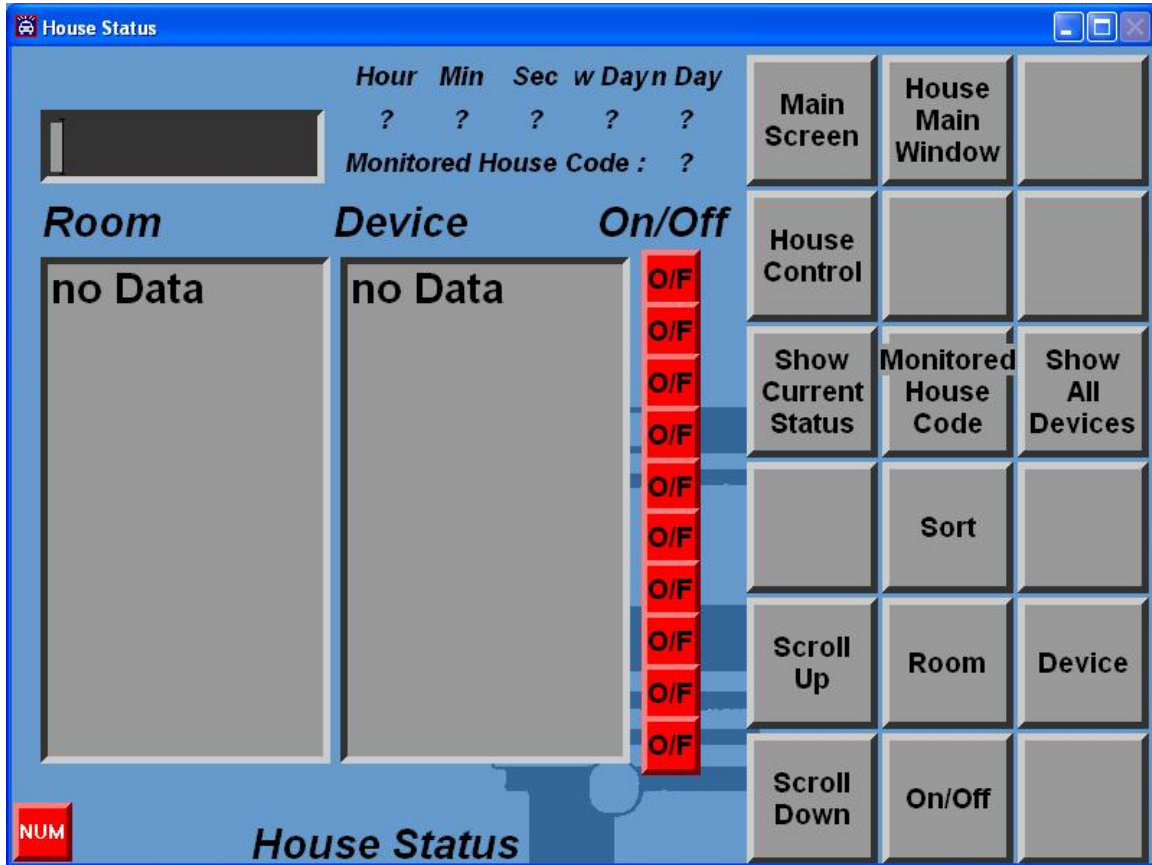 House Status
Hour Min Sec w Day n Day
? ? ? ? ?
Monitored House Code : ?
Room Device On/Off
no Data no Data
O/F
O/F
O/F
O/F
O/F
O/F
O/F
O/F
O/F
O/F
NUM
House Status
Main
Screen
House
Main
Window
House
Control
Show
Current
Status
Monitored
House
Code
Show
All
Devices
Sort
Scroll
Up
Room
Device
Scroll
Down
On/Off